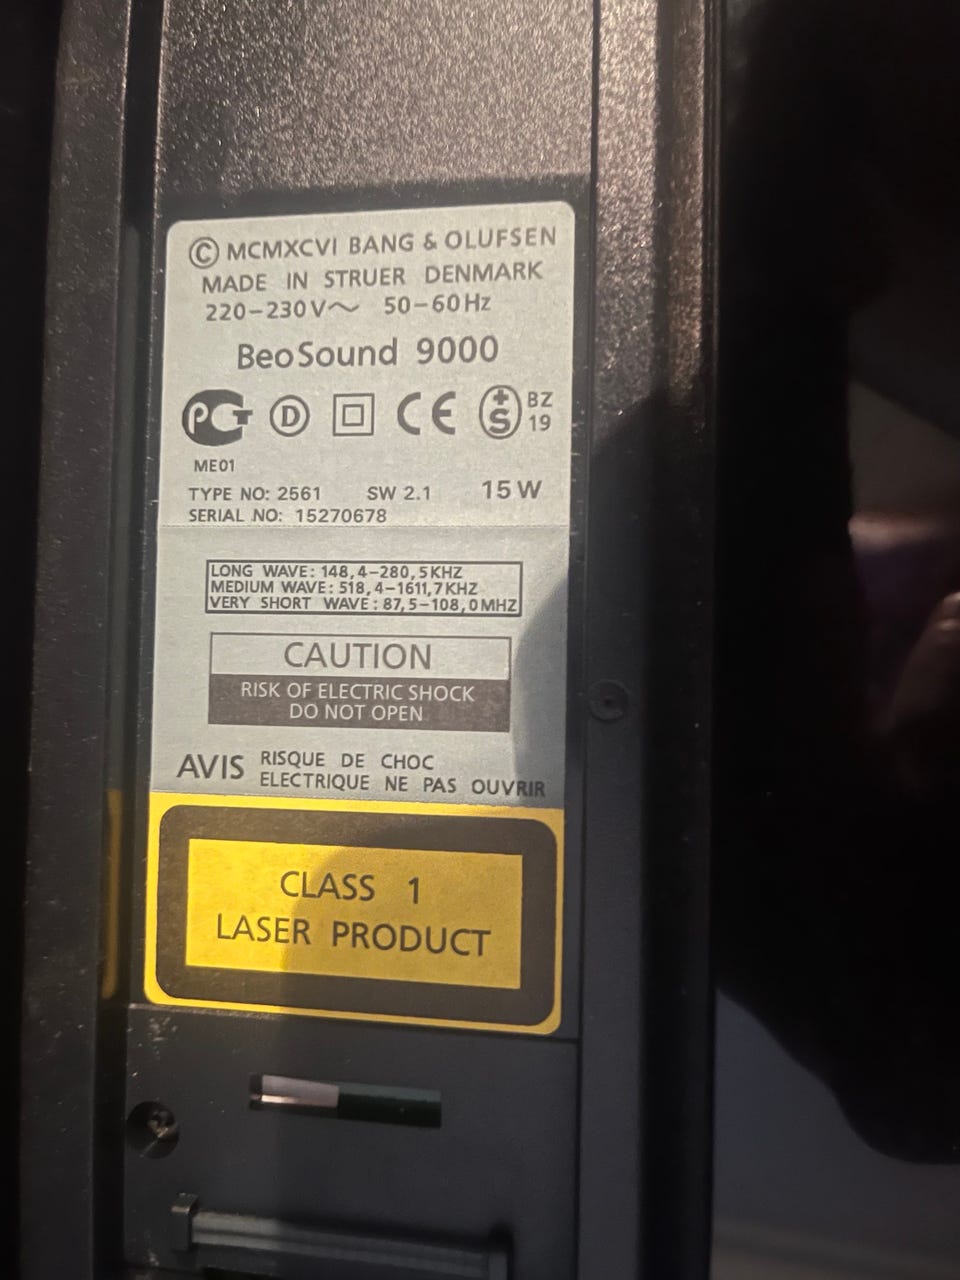 © MCMXCVI BANG & OLUFSEN
MADE IN STRUER DENMARK
220–230V~ 50–60Hz
BeoSound 9000
PCT D CE +S BZ 19
ME01
TYPE NO: 2561 SW 2.1 15W
SERIAL NO: 15270678
LONG WAVE: 148,4–280,5KHZ
MEDIUM WAVE: 518,4–1611,7KHZ
VERY SHORT WAVE: 87,5–108,0MHZ
CAUTION
RISK OF ELECTRIC SHOCK
DO NOT OPEN
AVIS RISQUE DE CHOC
ELECTRIQUE NE PAS OUVRIR
CLASS 1
LASER PRODUCT